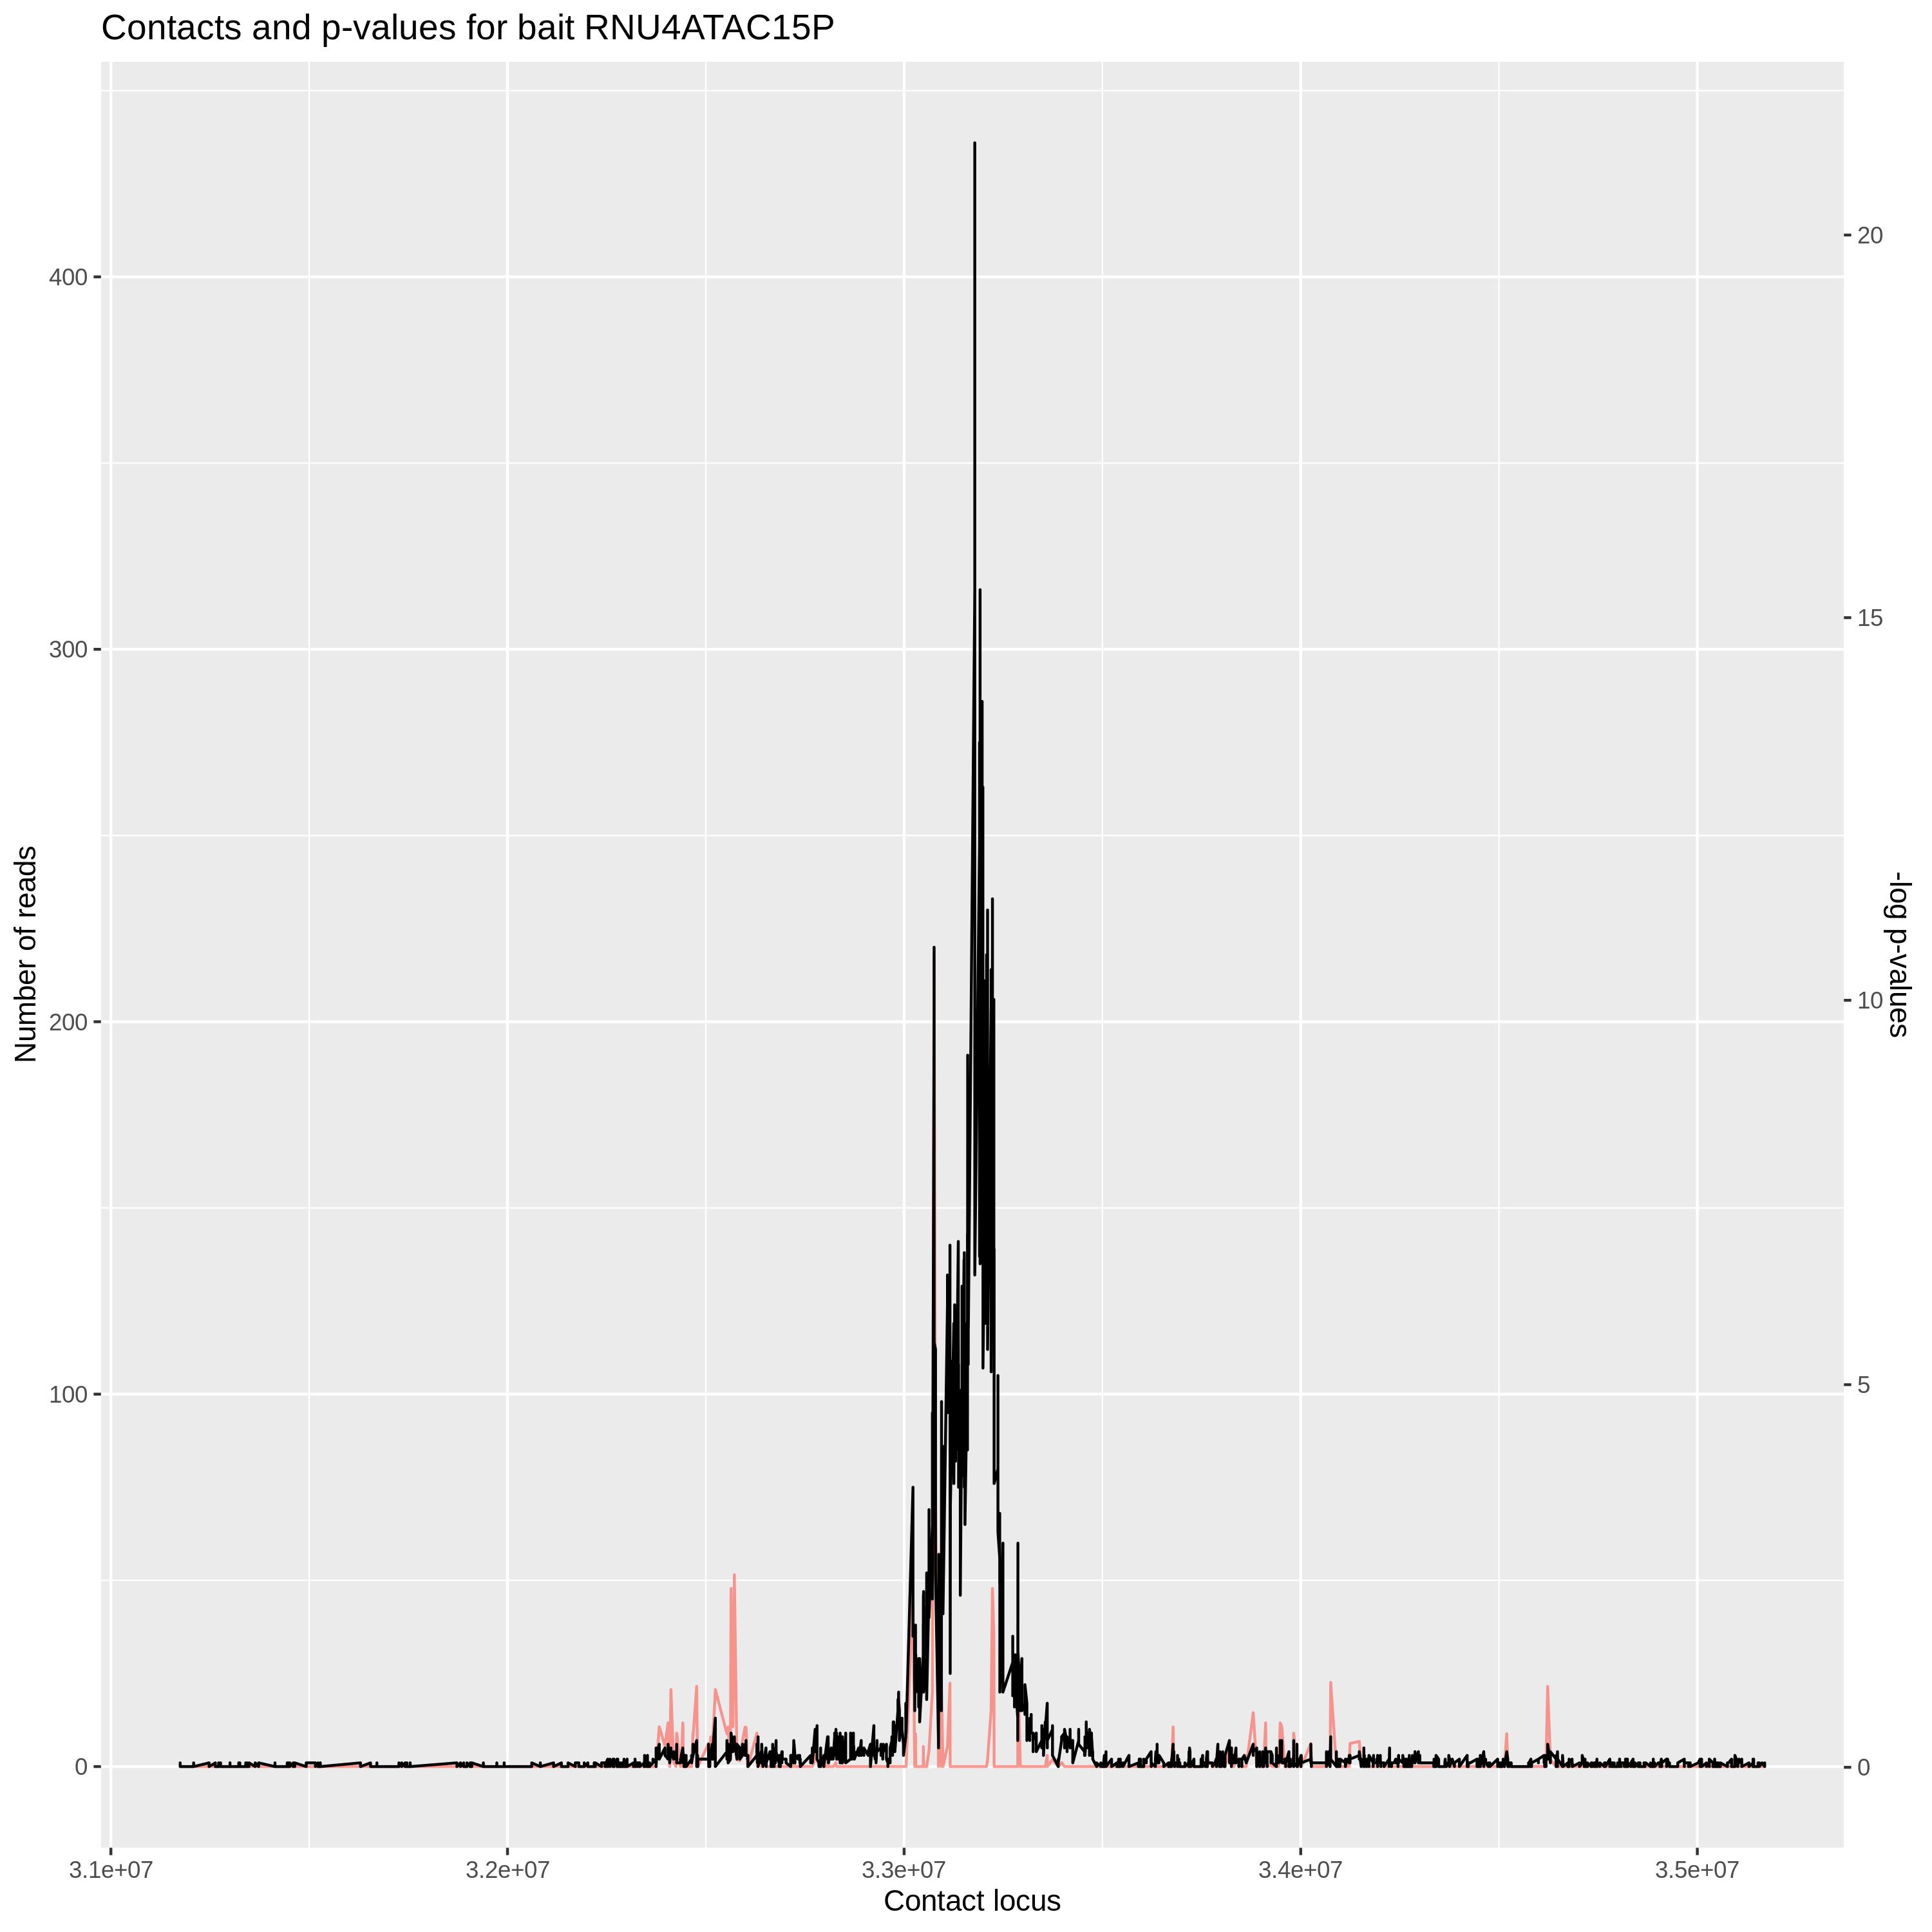 Contacts and p-values for bait RNU4ATAC15P
400
300
200
100
0
Number of reads
20
15
10
5
0
-log p-values
3.1e+07 3.2e+07 3.3e+07 3.4e+07 3.5e+07
Contact locus